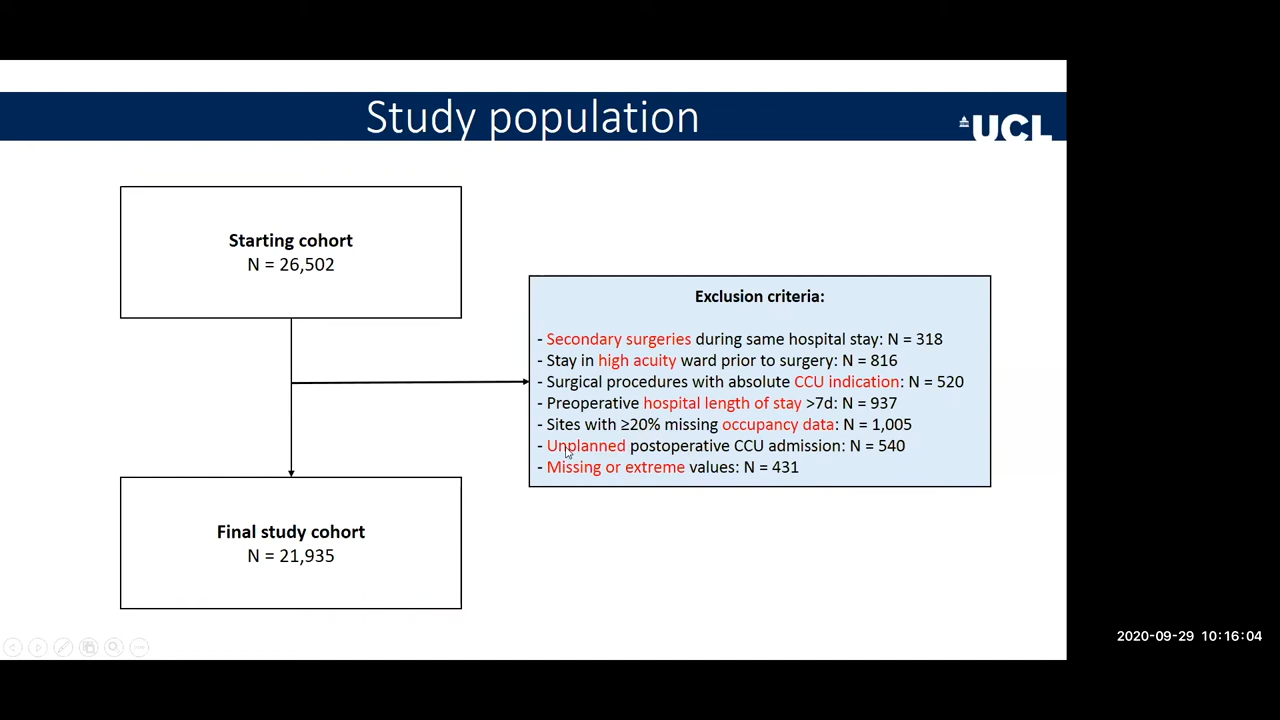 Study population
UCL
Starting cohort
N = 26,502
Exclusion criteria:
- Secondary surgeries during same hospital stay: N = 318
- Stay in high acuity ward prior to surgery: N = 816
- Surgical procedures with absolute CCU indication: N = 520
- Preoperative hospital length of stay >7d: N = 937
- Sites with ≥20% missing occupancy data: N = 1,005
- Unplanned postoperative CCU admission: N = 540
- Missing or extreme values: N = 431
Final study cohort
N = 21,935
2020-09-29 10:16:04